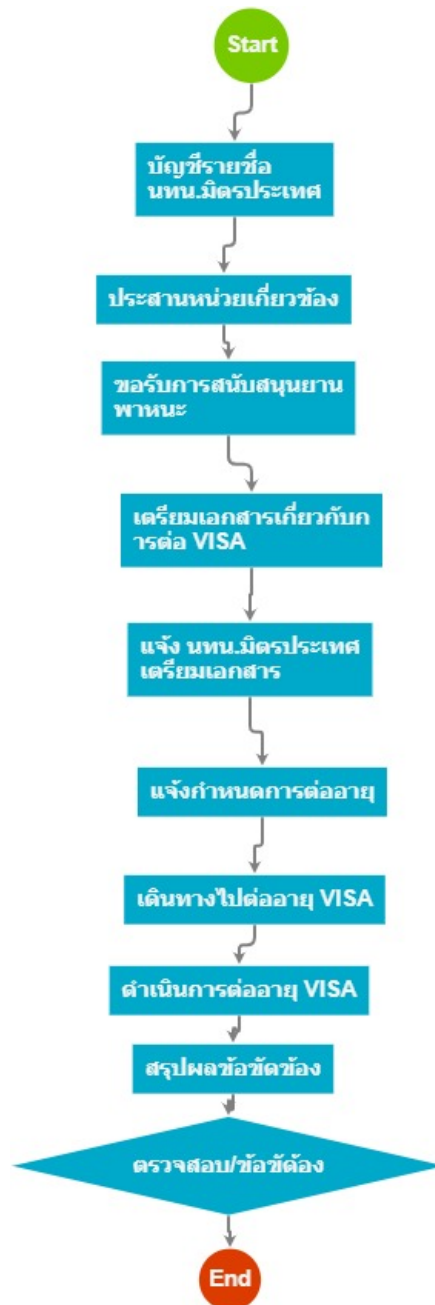 Start
บัญชีรายชื่อ
นทน.มิตรประเทศ
ประสานหน่วยเกี่ยวข้อง
ขอรับการสนับสนุนยาน
พาหนะ
เตรียมเอกสารเกี่ยวกับก
ารต่อ VISA
แจ้ง นทน.มิตรประเทศ
เตรียมเอกสาร
แจ้งกำหนดการต่ออายุ
เดินทางไปต่ออายุ VISA
ดำเนินการต่ออายุ VISA
สรุปผลข้อขัดข้อง
ตรวจสอบ/ข้อขัด้อง
End